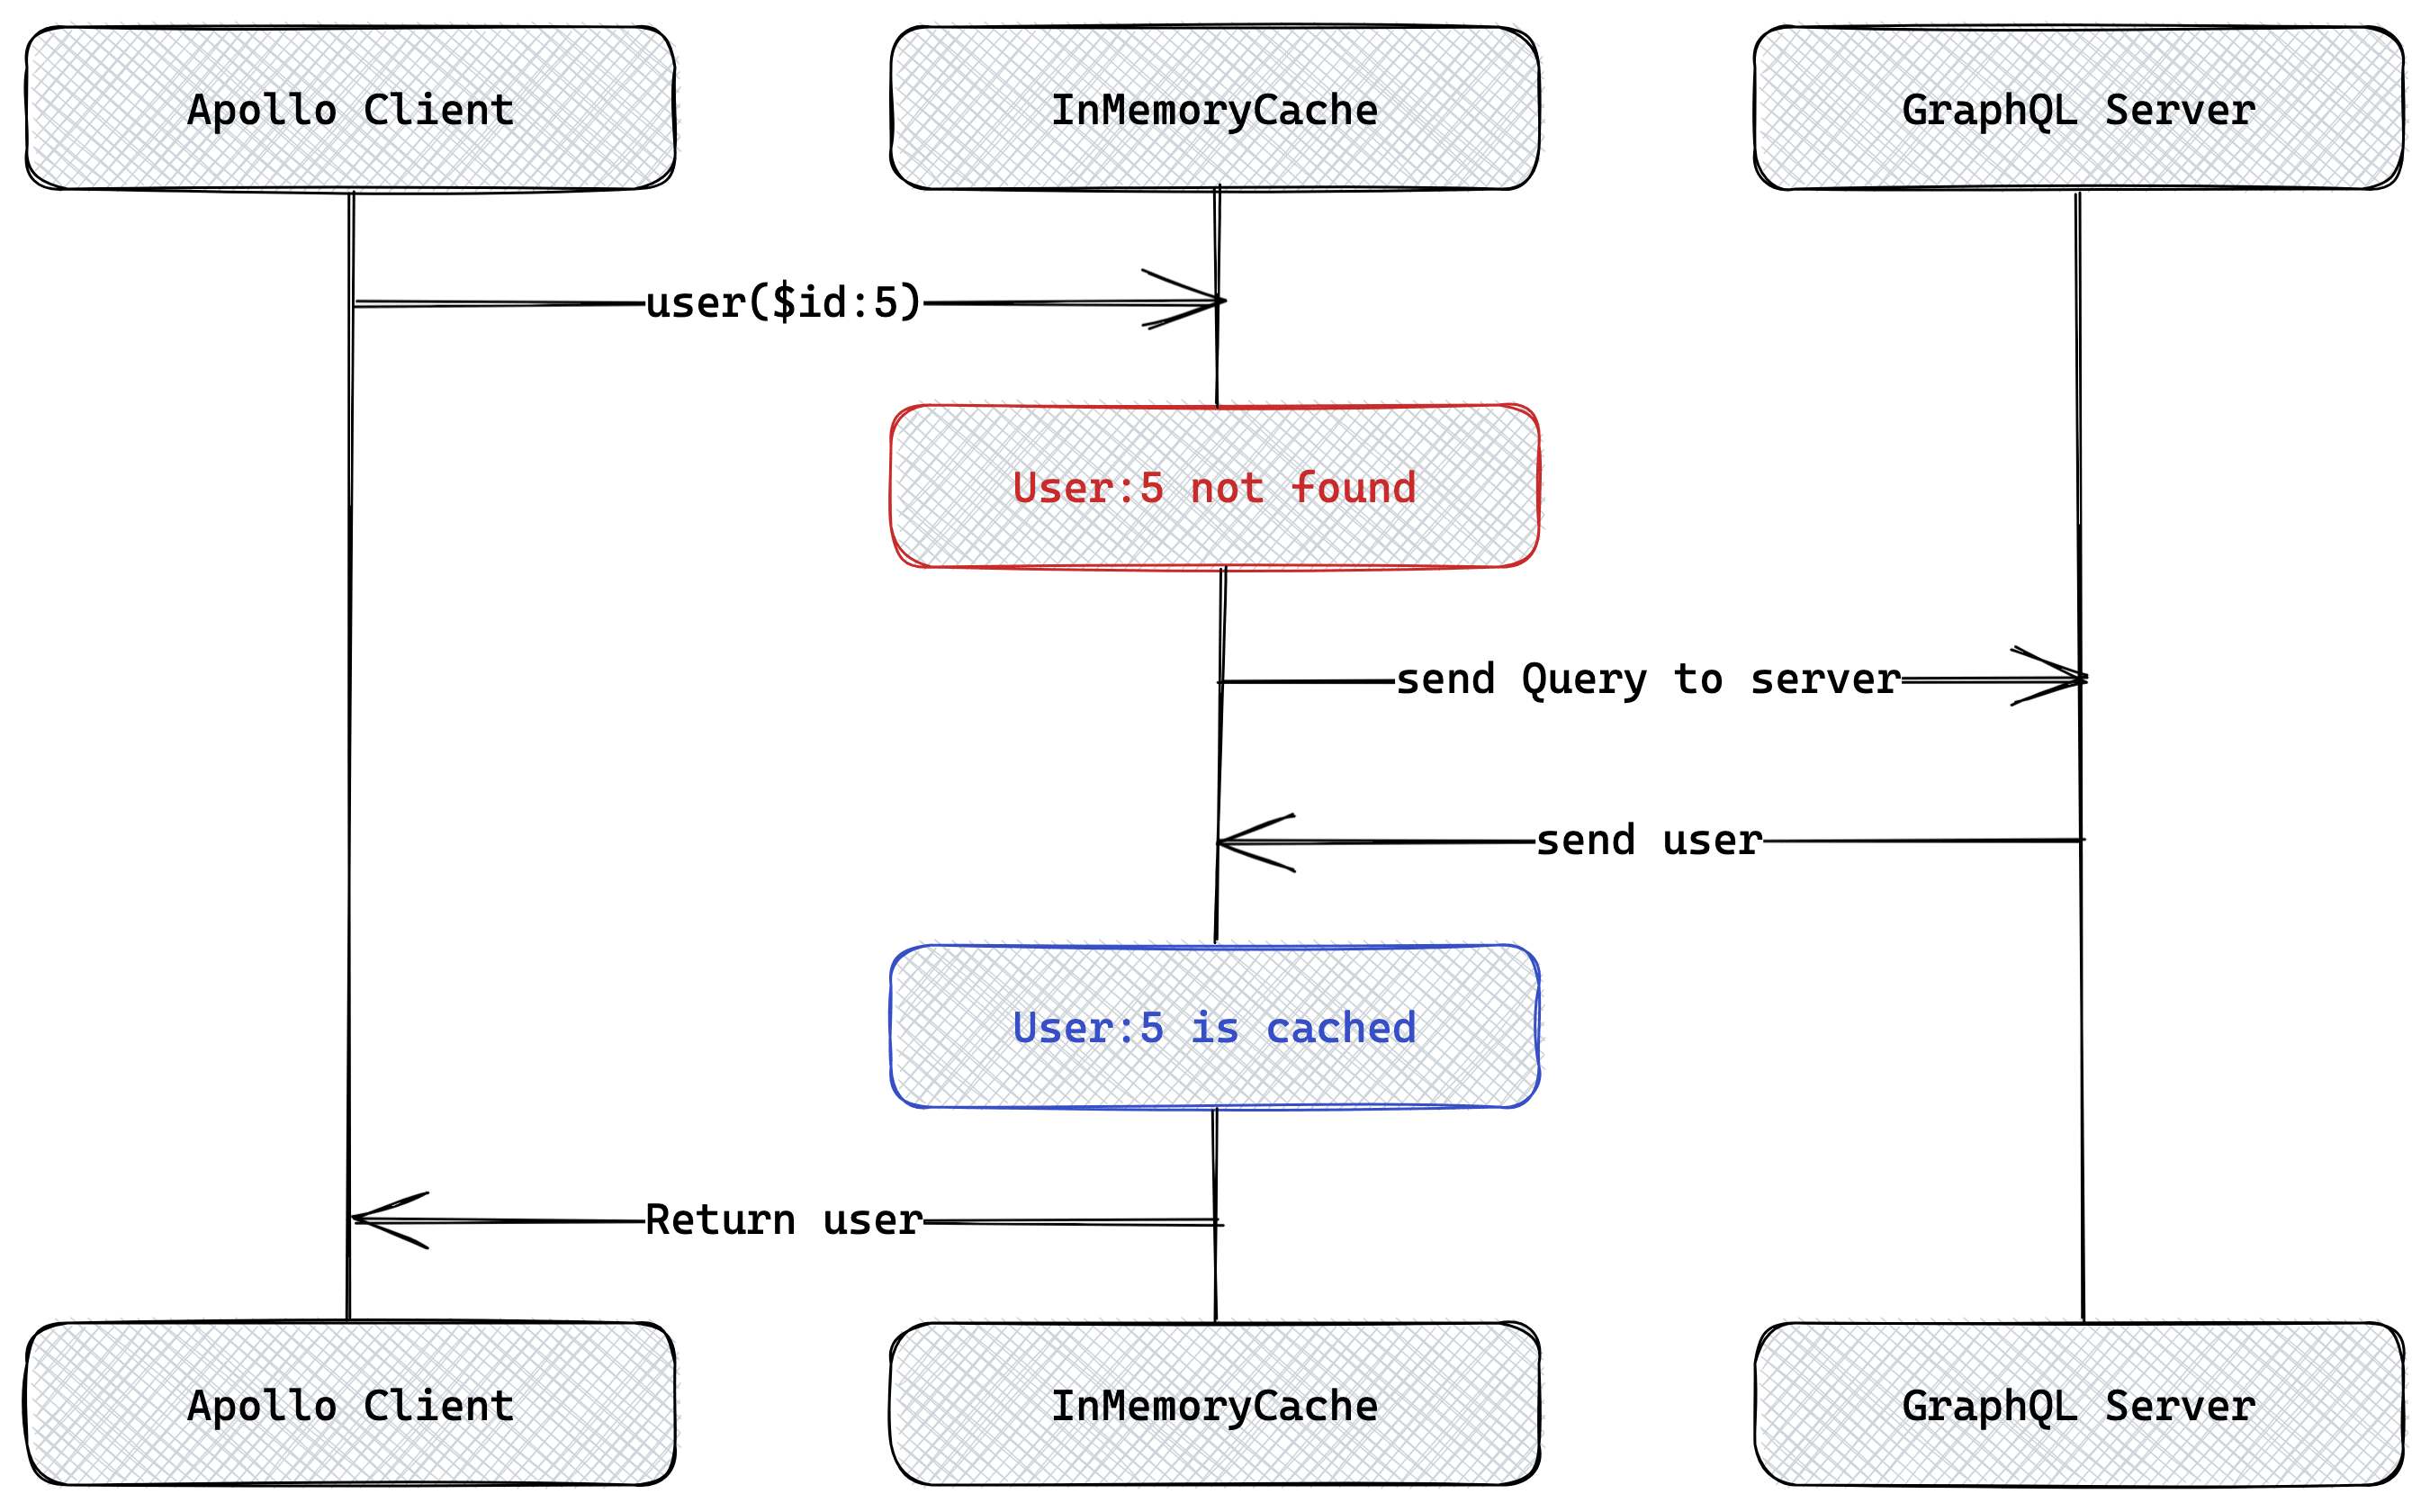 Apollo Client
InMemoryCache
GraphQL Server
user($id:5)
User:5 not found
send Query to server
send user
User:5 is cached
Return user
Apollo Client
InMemoryCache
GraphQL Server